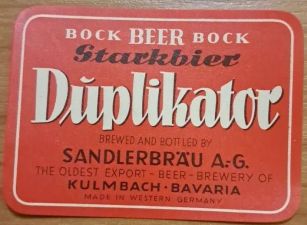 BOCK BEER BOCK
Starkbier
Dŭplikator
BREWED AND BOTTLED BY
SANDLERBRÄU A.-G.
THE OLDEST EXPORT - BEER - BREWERY OF
KULMBACH · BAVARIA
MADE IN WESTERN GERMANY